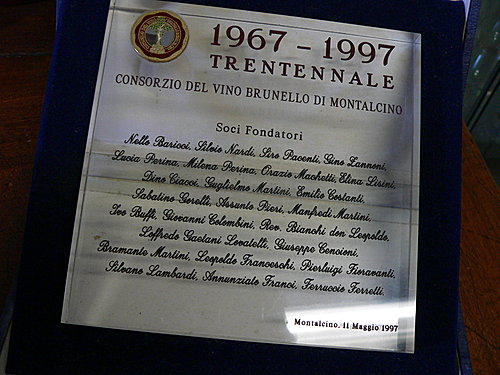 1967 - 1997
TRENTENNALE
CONSORZIO DEL VINO BRUNELLO DI MONTALCINO
Soci Fondatori
Nello Baricci, Silvio Nardi, Siro Pacenti, Gino Zannoni,
Lucia Perina, Milena Perina, Orazio Machetti, Elina Lisini,
Dino Ciacci, Guglielmo Martini, Emilio Costanti,
Sabatino Gorelli, Assunto Pieri, Manfredi Martini,
Ivo Buffi, Giovanni Colombini, Rev. Bianchi don Leopoldo,
Loffredo Gaetani Lovatelli, Giuseppe Cencioni,
Bramante Martini, Leopoldo Franceschi, Pierluigi Fioravanti,
Silvano Lambardi, Annunziato Franci, Ferruccio Ferretti.
Montalcino, 11 Maggio 1997